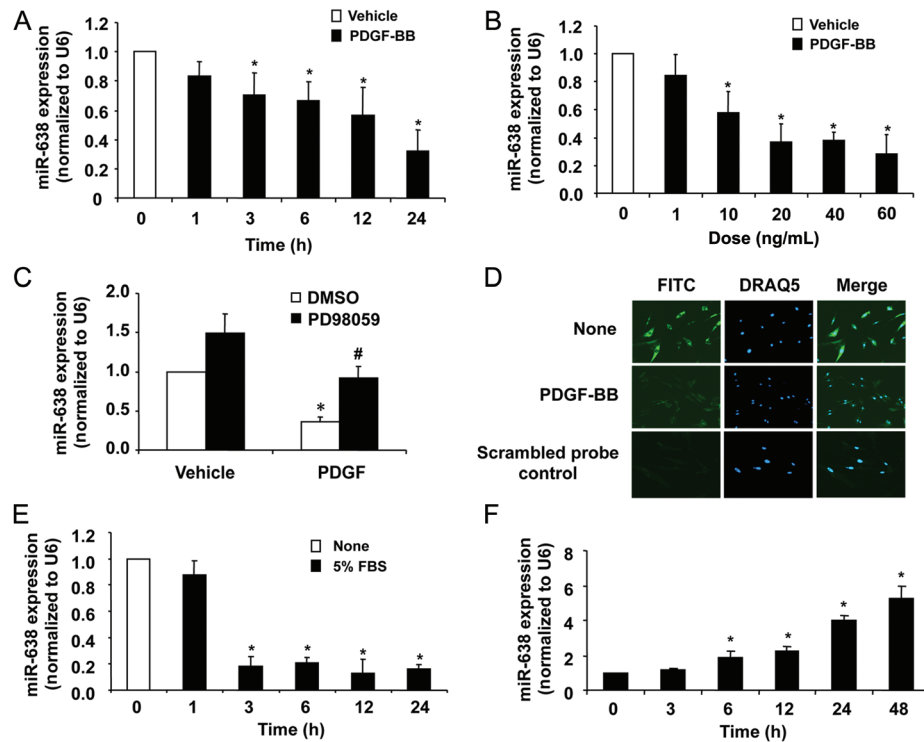 A
miR-638 expression
(normalized to U6)
Vehicle
PDGF-BB
1.2
1.0
0.8
0.6
0.4
0.2
0
* * * *
0 1 3 6 12 24
Time (h)
B
miR-638 expression
(normalized to U6)
Vehicle
PDGF-BB
1.2
1.0
0.8
0.6
0.4
0.2
0.0
* * * *
0 1 10 20 40 60
Dose (ng/mL)
C
miR-638 expression
(normalized to U6)
DMSO
PD98059
2.0
1.5
1.0
0.5
0.0
* #
Vehicle PDGF
D
FITC DRAQ5 Merge
None
PDGF-BB
Scrambled probe
control
E
miR-638 expression
(normalized to U6)
None
5% FBS
1.2
1.0
0.8
0.6
0.4
0.2
0.0
* * * *
0 1 3 6 12 24
Time (h)
F
miR-638 expression
(normalized to U6)
8
6
4
2
0
* * * *
0 3 6 12 24 48
Time (h)